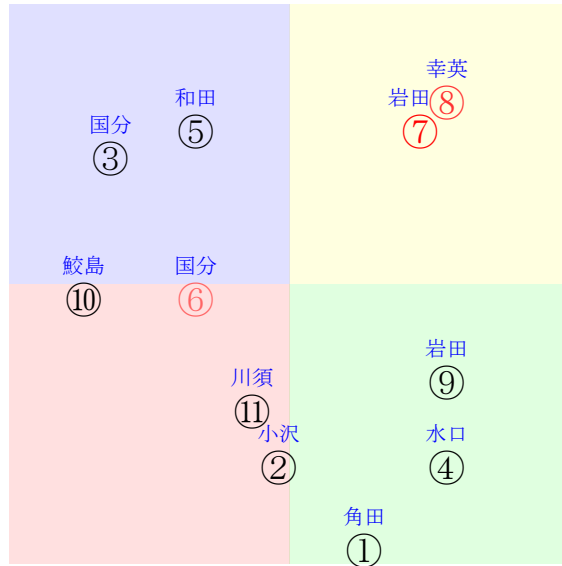 幸英
⑧
和田
⑤
岩田
⑦
国分
③
鮫島
⑩
国分
⑥
岩田
⑨
川須
⑪
小沢
②
水口
④
角田
①